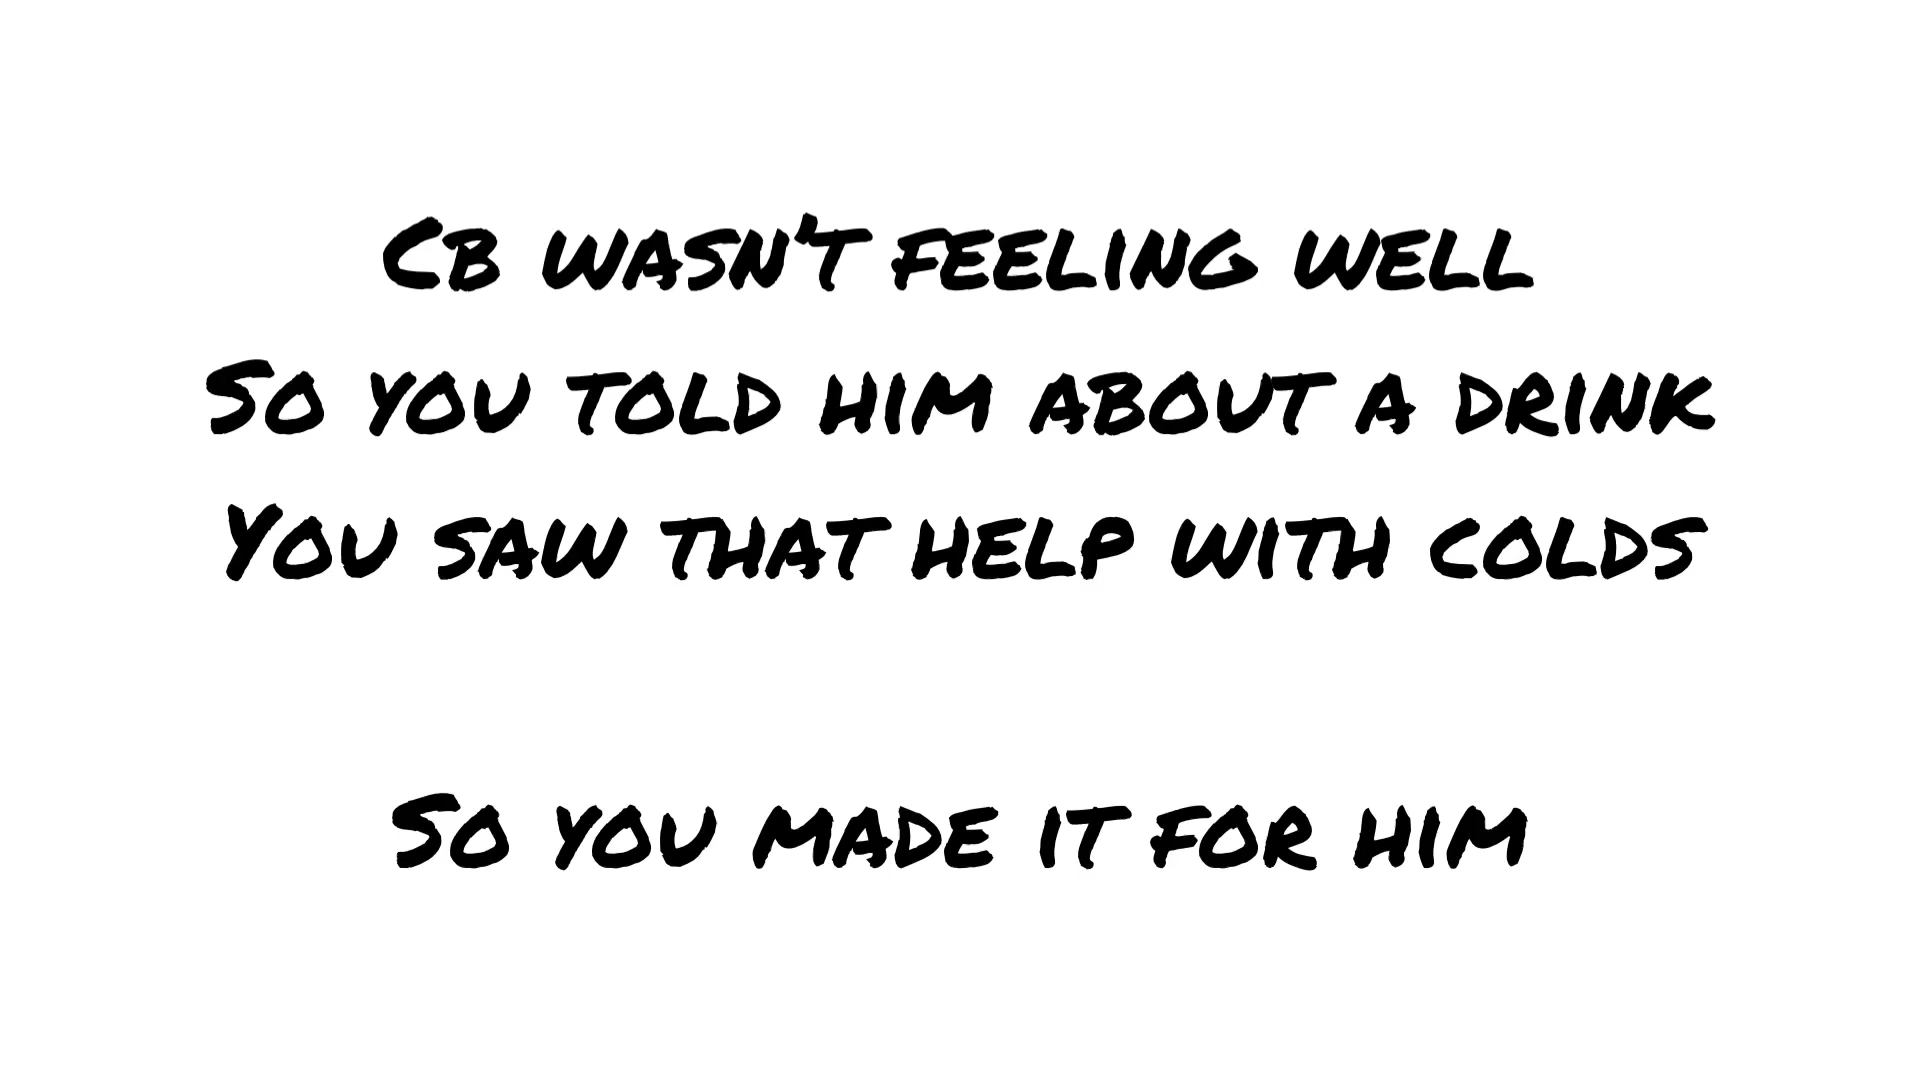 Cb wasn't feeling well
So you told him about a drink
You saw that help with colds
So you made it for him